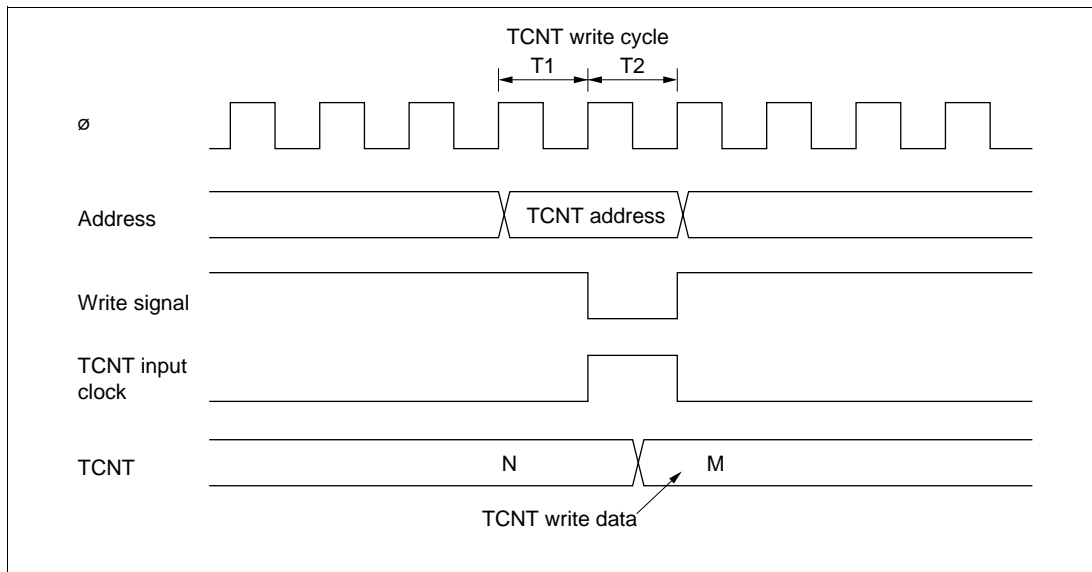 TCNT write cycle
T1 T2
ø
Address TCNT address
Write signal
TCNT input
clock
TCNT N M
TCNT write data